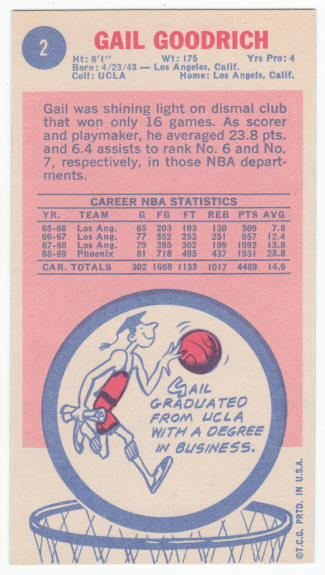 2
GAIL GOODRICH
Ht: 6'1" Wt: 175 Yrs Pro: 4
Born: 4/23/43 — Los Angeles, Calif.
Coll: UCLA Home: Los Angels, Calif.
Gail was shining light on dismal club
that won only 16 games. As scorer
and playmaker, he averaged 23.8 pts.
and 6.4 assists to rank No. 6 and No.
7, respectively, in those NBA depart-
ments.
CAREER NBA STATISTICS
YR. TEAM G FG FT REB PTS AVG
65-66 Los Ang. 65 203 103 130 509 7.8
66-67 Los Ang. 77 352 253 251 957 12.4
67-68 Los Ang. 79 395 302 199 1092 13.8
68-69 Phoenix 81 718 495 437 1931 23.8
CAR. TOTALS 302 1668 1153 1017 4489 14.9
GAIL
GRADUATED
FROM UCLA
WITH A DEGREE
IN BUSINESS.
©T.C.G. PRTD. IN U.S.A.